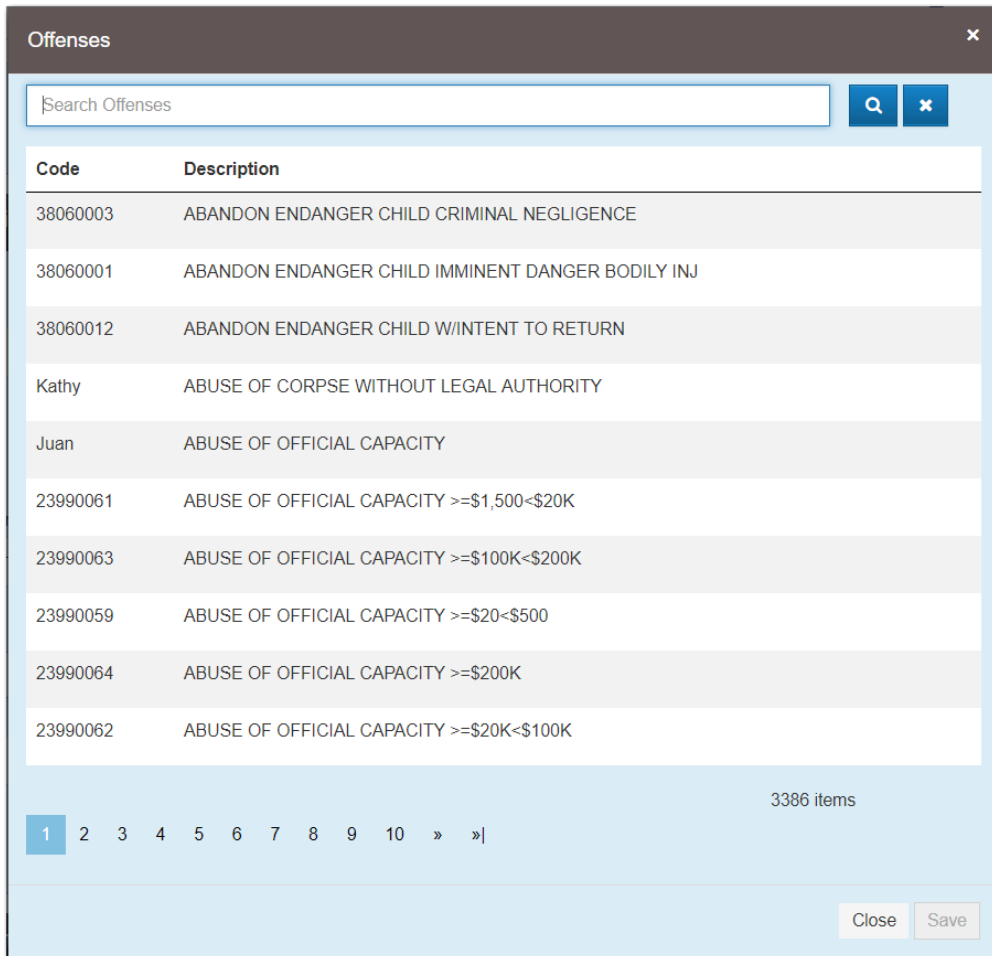 Offenses ×
Search Offenses
Code Description
38060003 ABANDON ENDANGER CHILD CRIMINAL NEGLIGENCE
38060001 ABANDON ENDANGER CHILD IMMINENT DANGER BODILY INJ
38060012 ABANDON ENDANGER CHILD W/INTENT TO RETURN
Kathy ABUSE OF CORPSE WITHOUT LEGAL AUTHORITY
Juan ABUSE OF OFFICIAL CAPACITY
23990061 ABUSE OF OFFICIAL CAPACITY >=$1,500<$20K
23990063 ABUSE OF OFFICIAL CAPACITY >=$100K<$200K
23990059 ABUSE OF OFFICIAL CAPACITY >=$20<$500
23990064 ABUSE OF OFFICIAL CAPACITY >=$200K
23990062 ABUSE OF OFFICIAL CAPACITY >=$20K<$100K
3386 items
1 2 3 4 5 6 7 8 9 10 » »|
Close Save